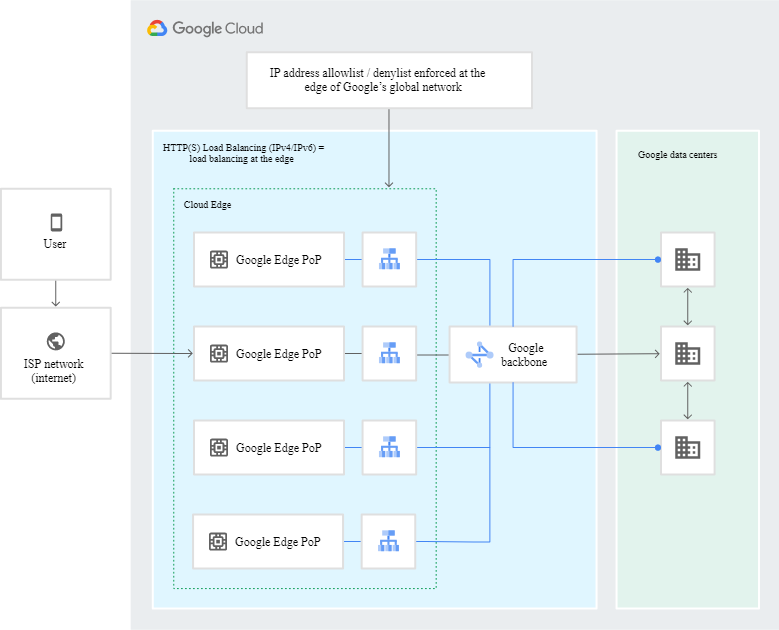 Google Cloud
IP address allowlist / denylist enforced at the
edge of Google's global network
HTTP(S) Load Balancing (IPv4/IPv6) =
load balancing at the edge
Google data centers
Cloud Edge
User
Google Edge PoP
ISP network
(internet)
Google Edge PoP
Google
backbone
Google Edge PoP
Google Edge PoP